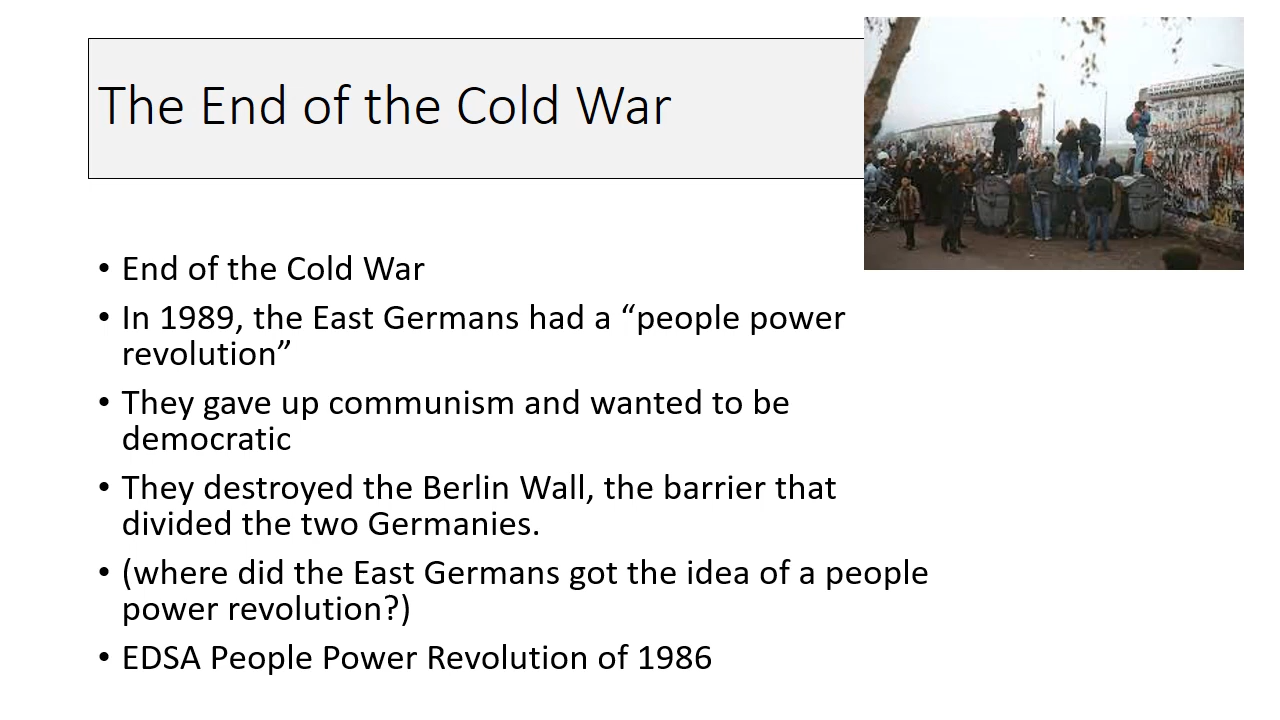 The End of the Cold War
• End of the Cold War
• In 1989, the East Germans had a “people power
revolution”
• They gave up communism and wanted to be
democratic
• They destroyed the Berlin Wall, the barrier that
divided the two Germanies.
• (where did the East Germans got the idea of a people
power revolution?)
• EDSA People Power Revolution of 1986